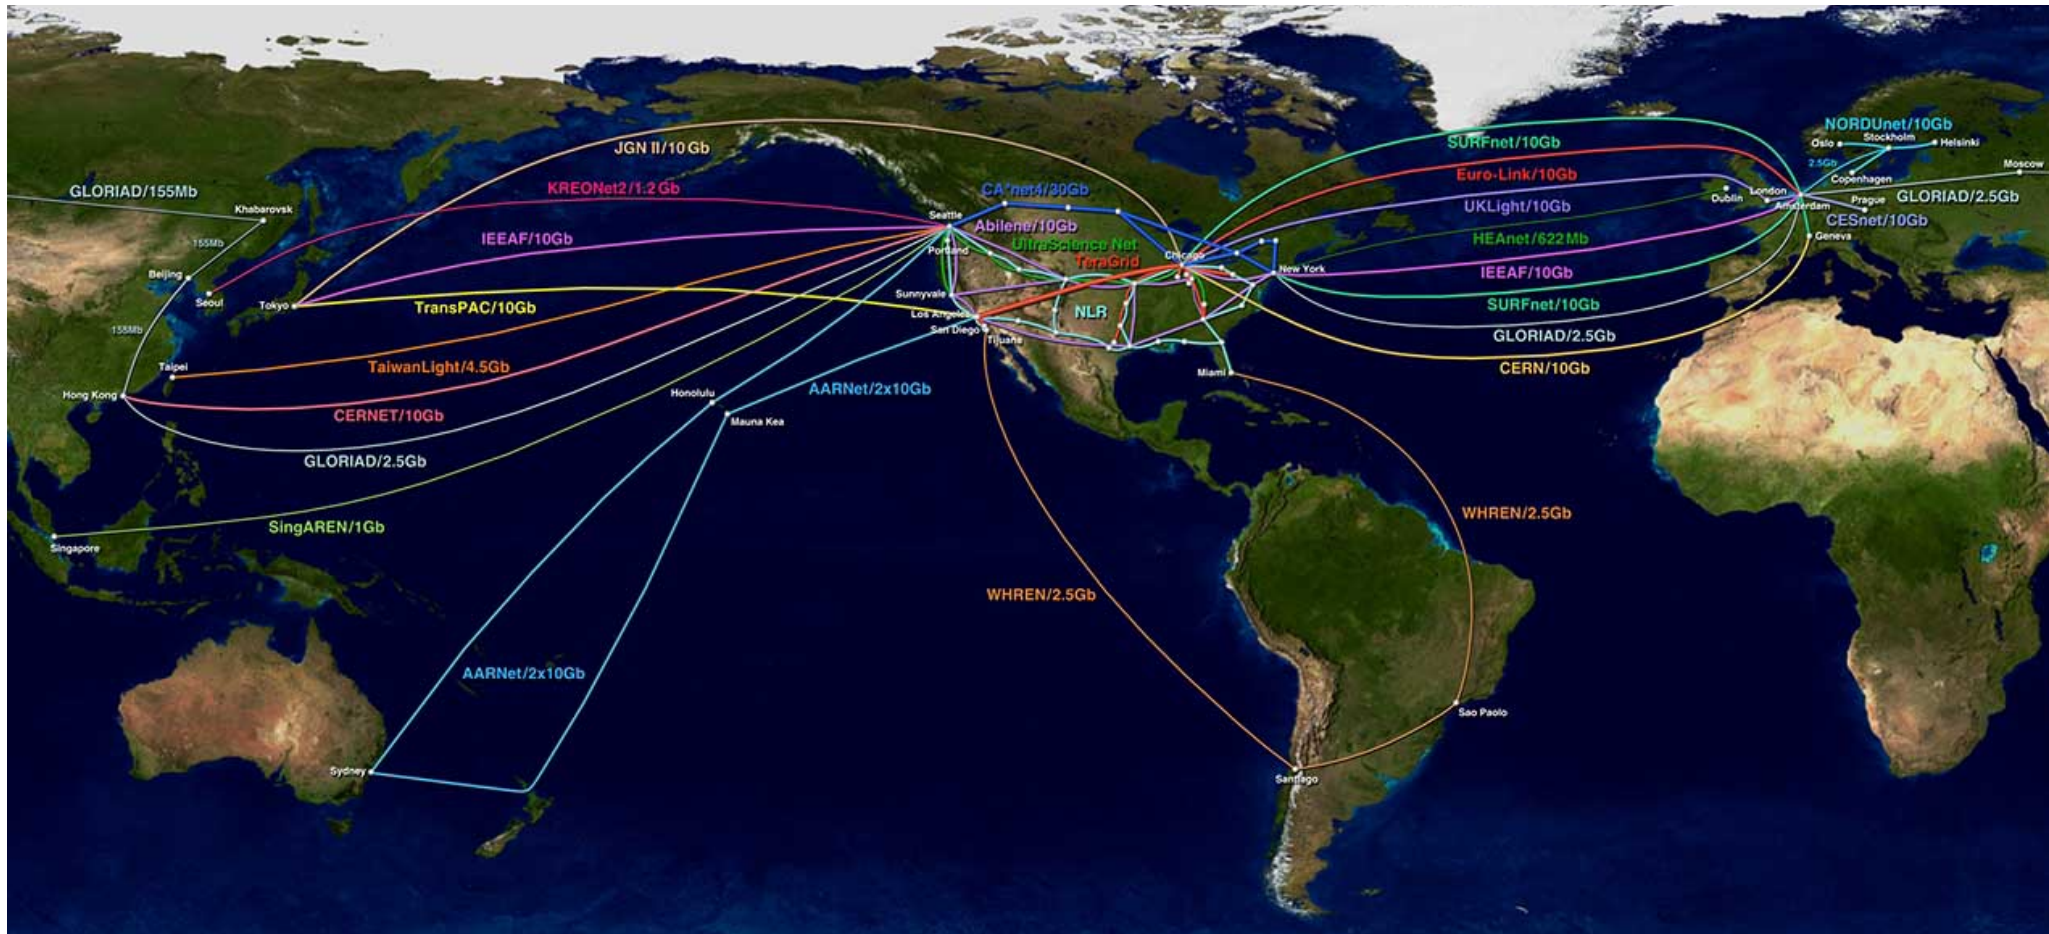 NORDUnet/10Gb
JGN II/10Gb
SURFnet/10Gb
Stockholm
Oslo
Helsinki
2.5Gb
Moscow
Copenhagen
Euro-Link/10Gb
GLORIAD/155Mb
KREONet2/1.2Gb
CA*net4/30Gb
London
Dublin
Prague
GLORIAD/2.5Gb
Amsterdam
UKLight/10Gb
CESnet/10Gb
Khabarovsk
Seattle
Abilene/10Gb
IEEAF/10Gb
155Mb
UltraScience Net
Portland
HEAnet/622Mb
Geneva
Chicago
TeraGrid
New York
IEEAF/10Gb
Beijing
Seoul
Tokyo
TransPAC/10Gb
Sunnyvale
Los Angeles
NLR
SURFnet/10Gb
155Mb
San Diego
Tijuana
GLORIAD/2.5Gb
Taipei
TaiwanLight/4.5Gb
Miami
CERN/10Gb
Hong Kong
Honolulu
AARNet/2x10Gb
CERNET/10Gb
Mauna Kea
GLORIAD/2.5Gb
SingAREN/1Gb
WHREN/2.5Gb
Singapore
WHREN/2.5Gb
AARNet/2x10Gb
Sao Paolo
Sydney
Santiago